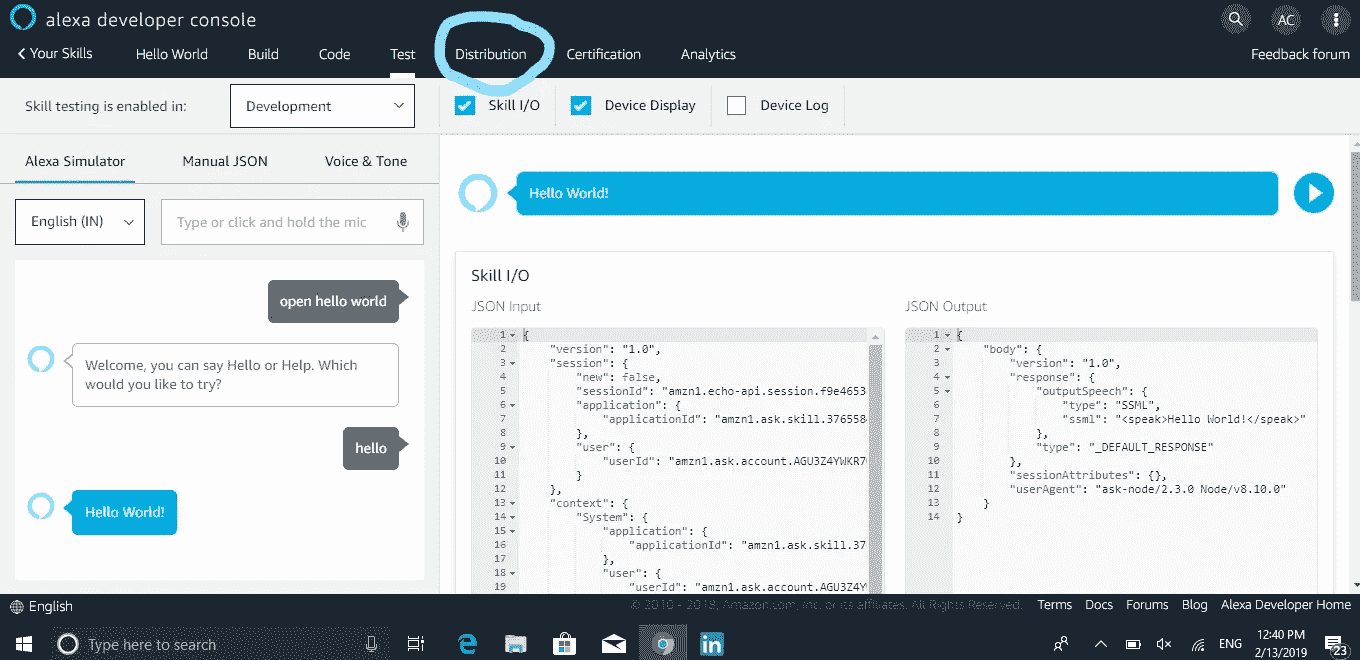 alexa developer console
AC
Your Skills
Hello World
Build
Code
Test
Distribution
Certification
Analytics
Feedback forum
Skill testing is enabled in:
Development
Skill I/O
Device Display
Device Log
Alexa Simulator
Manual JSON
Voice & Tone
English (IN)
Type or click and hold the mic
open hello world
Welcome, you can say Hello or Help. Which
would you like to try?
hello
Hello World!
Hello World!
Skill I/O
JSON Input
1 {
2 "version": "1.0",
3 "session": {
4 "new": false,
5 "sessionId": "amzn1.echo-api.session.f9e4653
6 "application": {
7 "applicationId": "amzn1.ask.skill.376558
8 },
9 "user": {
10 "userId": "amzn1.ask.account.AGU3Z4YWKR7
11 }
12 },
13 "context": {
14 "System": {
15 "application": {
16 "applicationId": "amzn1.ask.skill.37
17 },
18 "user": {
19 "userId": "amzn1.ask.account.AGU3Z4Y
JSON Output
1 {
2 "body": {
3 "version": "1.0",
4 "response": {
5 "outputSpeech": {
6 "type": "SSML",
7 "ssml": "<speak>Hello World!</speak>"
8 },
9 "type": "_DEFAULT_RESPONSE"
10 },
11 "sessionAttributes": {},
12 "userAgent": "ask-node/2.3.0 Node/v8.10.0"
13 }
14 }
English
© 2010 - 2018, Amazon.com, Inc. or its affiliates. All Rights Reserved.
Terms
Docs
Forums
Blog
Alexa Developer Home
Type here to search
ENG
12:40 PM
2/13/2019
23